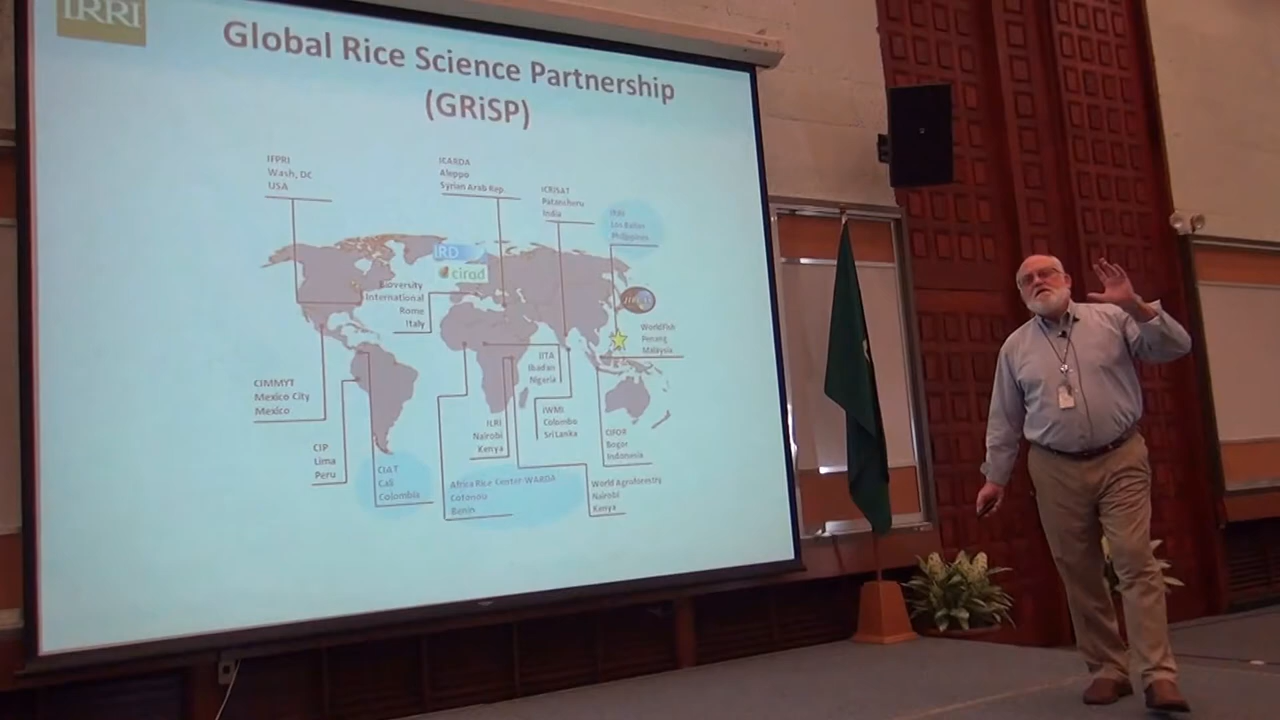 IRRI
Global Rice Science Partnership
(GRiSP)
IFPRI
Wash, DC
USA
ICARDA
Aleppo
Syrian Arab Rep.
ICRISAT
Patancheru
India
IRRI
Los Baños
Philippines
IRD
cirad
Bioversity
International
Rome
Italy
WorldFish
Penang
Malaysia
IITA
Ibadan
Nigeria
CIMMYT
Mexico City
Mexico
IWMI
Colombo
Sri Lanka
ILRI
Nairobi
Kenya
CIFOR
Bogor
Indonesia
CIP
Lima
Peru
CIAT
Cali
Colombia
Africa Rice Center-WARDA
Cotonou
Benin
World Agroforestry
Nairobi
Kenya